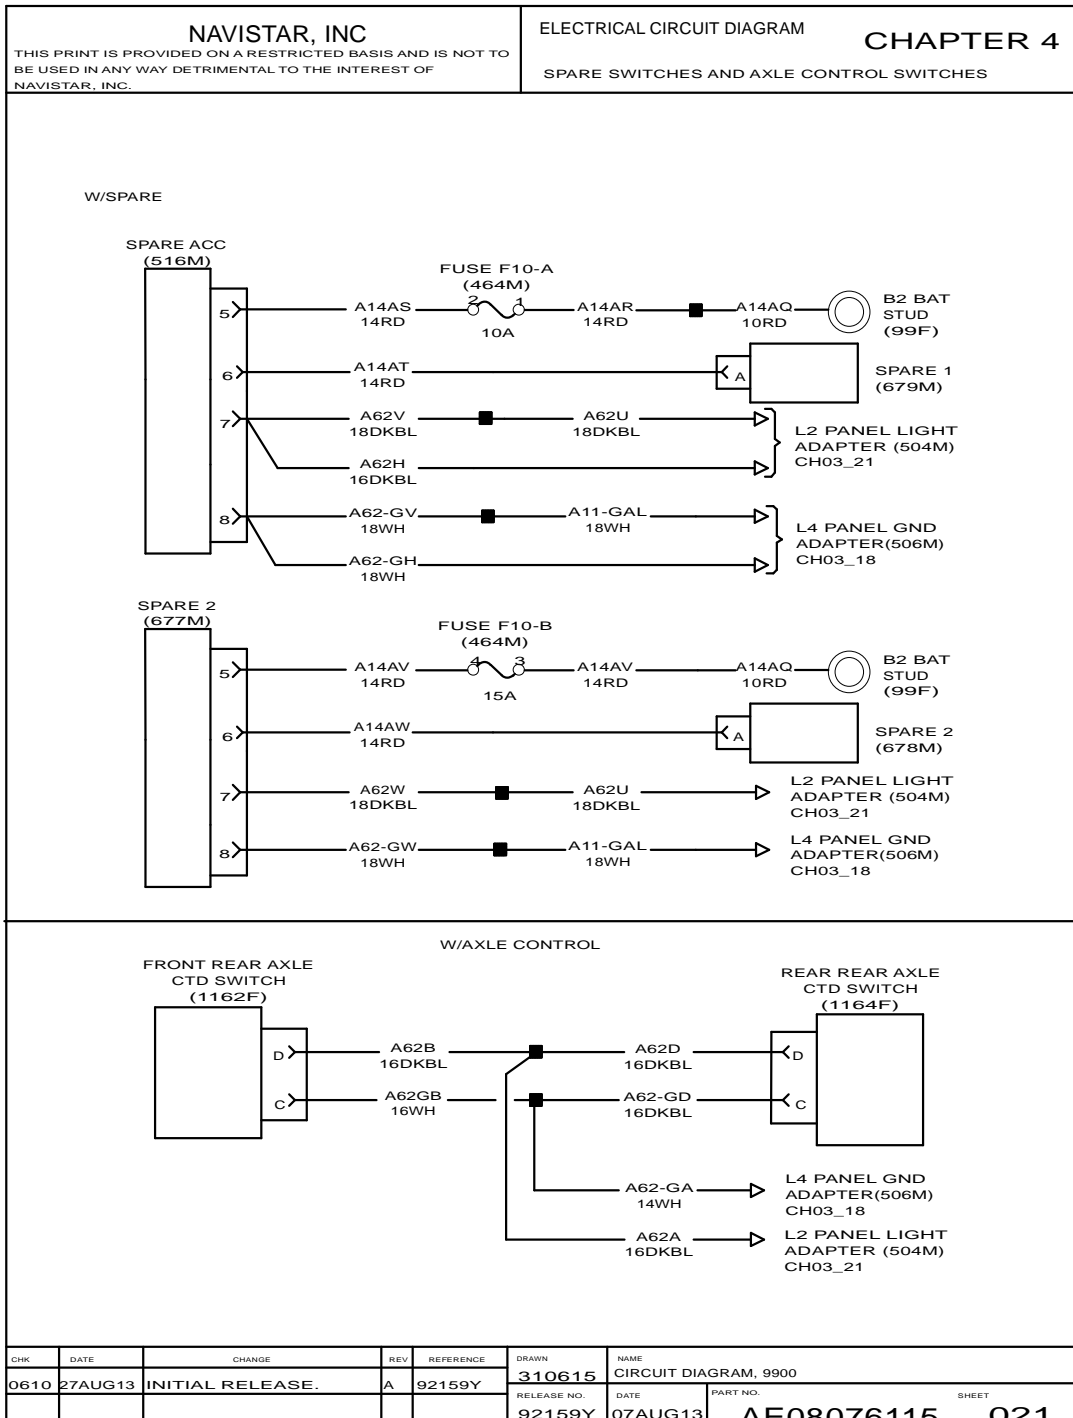 NAVISTAR, INC
THIS PRINT IS PROVIDED ON A RESTRICTED BASIS AND IS NOT TO
BE USED IN ANY WAY DETRIMENTAL TO THE INTEREST OF
NAVISTAR, INC.
ELECTRICAL CIRCUIT DIAGRAM
CHAPTER 4
SPARE SWITCHES AND AXLE CONTROL SWITCHES
W/SPARE
SPARE ACC
(516M)
FUSE F10-A
(464M)
5
A14AS
14RD
2
1
10A
A14AR
14RD
A14AQ
10RD
B2 BAT
STUD
(99F)
6
A14AT
14RD
A
SPARE 1
(679M)
7
A62V
18DKBL
A62U
18DKBL
A62H
16DKBL
L2 PANEL LIGHT
ADAPTER (504M)
CH03_21
8
A62-GV
18WH
A11-GAL
18WH
A62-GH
18WH
L4 PANEL GND
ADAPTER(506M)
CH03_18
SPARE 2
(677M)
FUSE F10-B
(464M)
5
A14AV
14RD
4
3
15A
A14AV
14RD
A14AQ
10RD
B2 BAT
STUD
(99F)
6
A14AW
14RD
A
SPARE 2
(678M)
7
A62W
18DKBL
A62U
18DKBL
L2 PANEL LIGHT
ADAPTER (504M)
CH03_21
8
A62-GW
18WH
A11-GAL
18WH
L4 PANEL GND
ADAPTER(506M)
CH03_18
W/AXLE CONTROL
FRONT REAR AXLE
CTD SWITCH
(1162F)
REAR REAR AXLE
CTD SWITCH
(1164F)
D
A62B
16DKBL
A62D
16DKBL
D
C
A62GB
16WH
A62-GD
16DKBL
C
A62-GA
14WH
L4 PANEL GND
ADAPTER(506M)
CH03_18
A62A
16DKBL
L2 PANEL LIGHT
ADAPTER (504M)
CH03_21
CHK DATE CHANGE REV REFERENCE
0610 27AUG13 INITIAL RELEASE. A 92159Y
DRAWN
310615
NAME
CIRCUIT DIAGRAM, 9900
RELEASE NO.
92159Y
DATE
07AUG13
PART NO.
AE08076115
SHEET
021